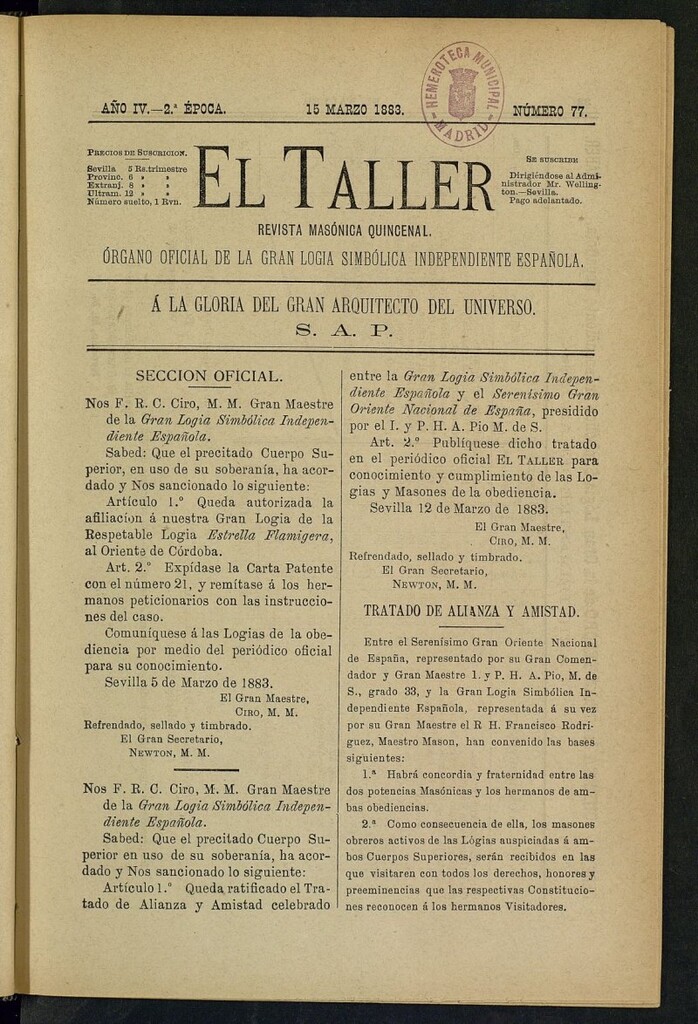 AÑO IV.—2.ª ÉPOCA.
15 MARZO 1883.
NÚMERO 77.
HEMEROTECA MUNICIPAL
MADRID
PRECIOS DE SUSCRICION.
Sevilla 5 Rs. trimestre
Provinc. 6 » »
Extranj. 8 » »
Ultram. 12 » »
Número suelto, 1 Rvn.
EL TALLER
SE SUSCRIBE
Dirigiéndose al Admi-
nistrador Mr. Welling-
ton.—Sevilla.
Pago adelantado.
REVISTA MASÓNICA QUINCENAL.
ÓRGANO OFICIAL DE LA GRAN LOGIA SIMBÓLICA INDEPENDIENTE ESPAÑOLA.
Á LA GLORIA DEL GRAN ARQUITECTO DEL UNIVERSO.
S. A. P.
SECCION OFICIAL.
Nos F. R. C. Ciro, M. M. Gran Maestre
de la Gran Logia Simbólica Indepen-
diente Española.
Sabed: Que el precitado Cuerpo Su-
perior, en uso de su soberanía, ha acor-
dado y Nos sancionado lo siguiente:
Artículo 1.º Queda autorizada la
afiliacion á nuestra Gran Logia de la
Respetable Logia Estrella Flamigera,
al Oriente de Córdoba.
Art. 2.º Expídase la Carta Patente
con el número 21, y remítase á los her-
manos peticionarios con las instruccio-
nes del caso.
Comuníquese á las Logias de la obe-
diencia por medio del periódico oficial
para su conocimiento.
Sevilla 5 de Marzo de 1883.
El Gran Maestre,
CIRO, M. M.
Refrendado, sellado y timbrado.
El Gran Secretario,
NEWTON, M. M.
Nos F. R. C. Ciro, M. M. Gran Maestre
de la Gran Logia Simbólica Indepen-
diente Española.
Sabed: Que el precitado Cuerpo Su-
perior en uso de su soberanía, ha acor-
dado y Nos sancionado lo siguiente:
Artículo 1.º Queda ratificado el Tra-
tado de Alianza y Amistad celebrado
entre la Gran Logia Simbólica Indepen-
diente Española y el Serenísimo Gran
Oriente Nacional de España, presidido
por el I. y P. H. A. Pio M. de S.
Art. 2.º Publíquese dicho tratado
en el periódico oficial EL TALLER para
conocimiento y cumplimiento de las Lo-
gias y Masones de la obediencia.
Sevilla 12 de Marzo de 1883.
El Gran Maestre,
CIRO, M. M.
Refrendado, sellado y timbrado.
El Gran Secretario,
NEWTON, M. M.
TRATADO DE ALIANZA Y AMISTAD.
Entre el Serenísimo Gran Oriente Nacional
de España, representado por su Gran Comen-
dador y Gran Maestre I. y P. H. A. Pio, M. de
S., grado 33, y la Gran Logia Simbólica In-
dependiente Española, representada á su vez
por su Gran Maestre el R H. Francisco Rodri-
guez, Maestro Mason, han convenido las bases
siguientes:
1.ª Habrá concordia y fraternidad entre las
dos potencias Masónicas y los hermanos de am-
bas obediencias.
2.ª Como consecuencia de ella, los masones
obreros activos de las Lógias auspiciadas á am-
bos Cuerpos Superiores, serán recibidos en las
que visitaren con todos los derechos, honores y
preeminencias que las respectivas Constitucio-
nes reconocen á los hermanos Visitadores.